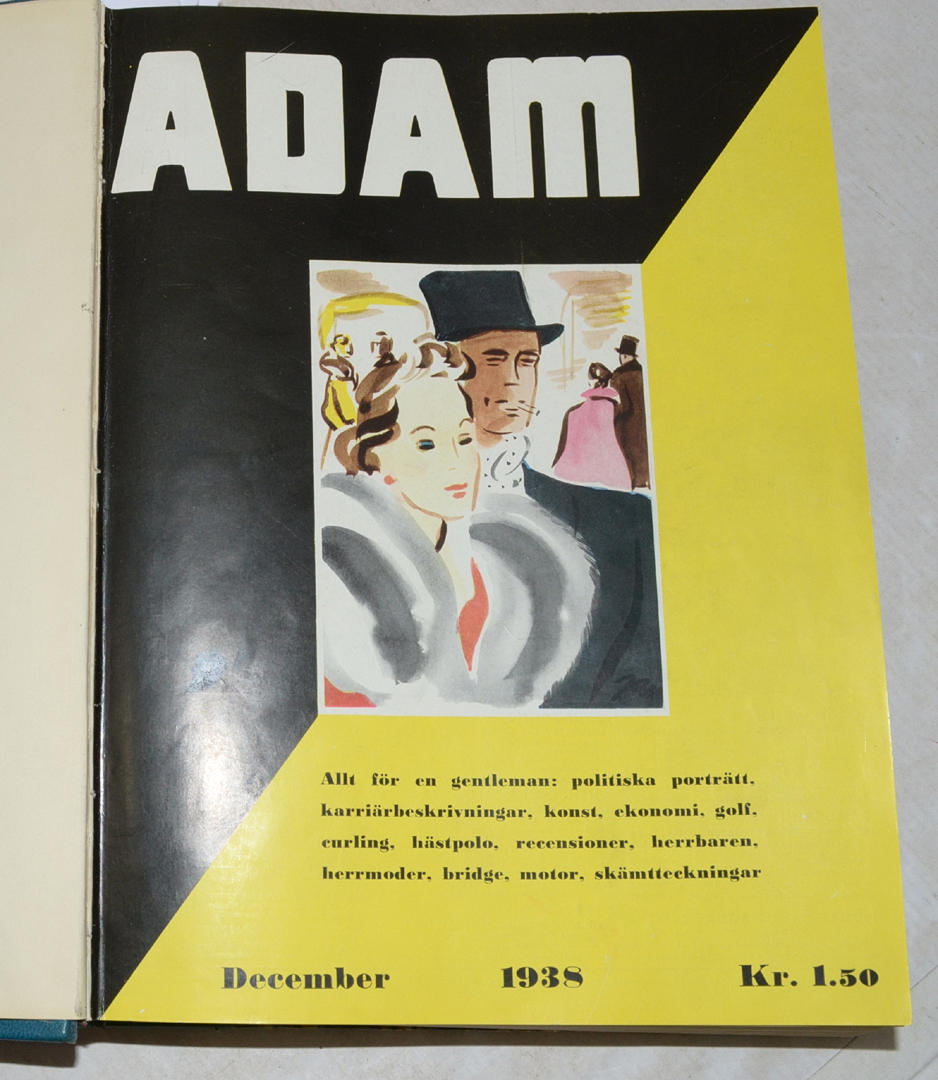 ADAM
Allt för en gentleman: politiska porträtt,
karriärbeskrivningar, konst, ekonomi, golf,
curling, hästpolo, recensioner, herrbaren,
herrmoder, bridge, motor, skämtteckningar
December 1938 Kr. 1.50